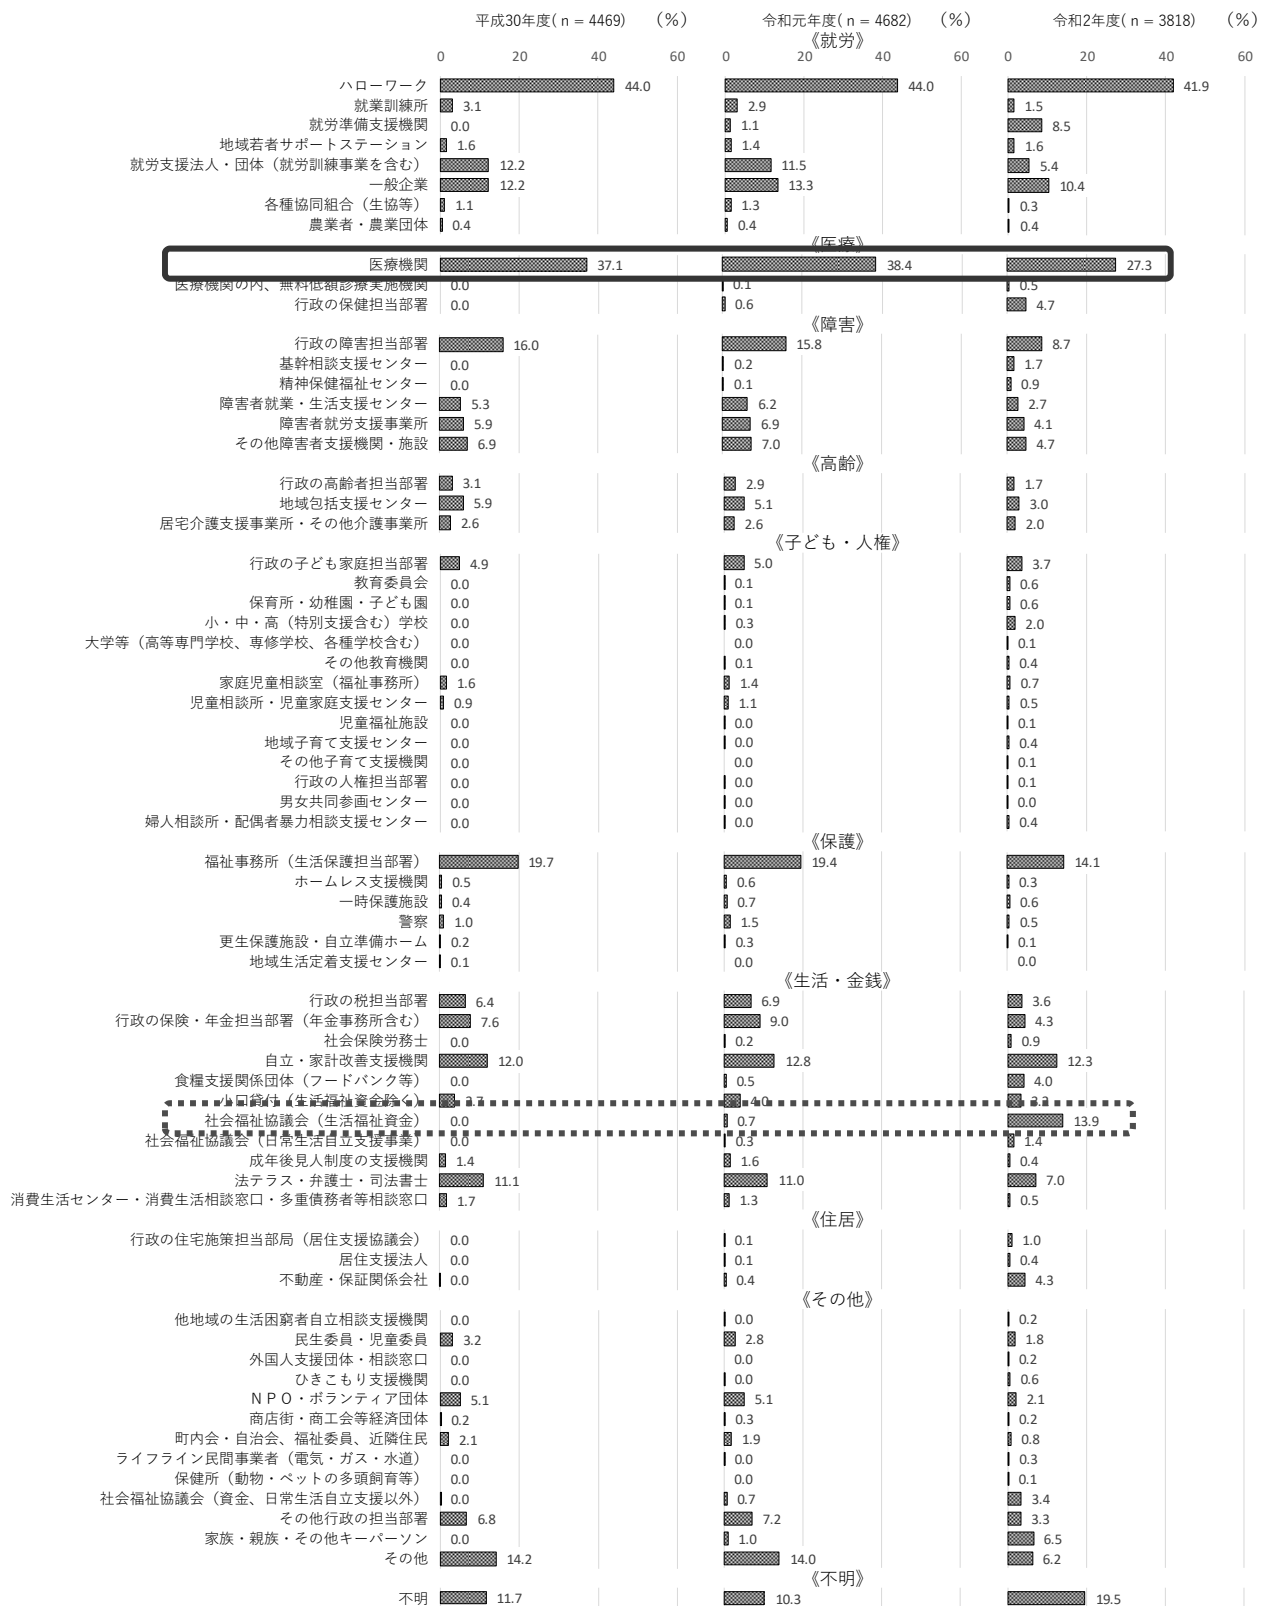 平成30年度( n = 4469) （%） 令和元年度( n = 4682) （%） 令和2年度( n = 3818) （%）
《就労》
0 20 40 60 0 20 40 60 0 20 40 60
ハローワーク 44.0 44.0 41.9
就業訓練所 3.1 2.9 1.5
就労準備支援機関 0.0 1.1 8.5
地域若者サポートステーション 1.6 1.4 1.6
就労支援法人・団体（就労訓練事業を含む） 12.2 11.5 5.4
一般企業 12.2 13.3 10.4
各種協同組合（生協等） 1.1 1.3 0.3
農業者・農業団体 0.4 0.4 0.4
《医療》
医療機関 37.1 38.4 27.3
医療機関の内、無料低額診療実施機関 0.0 0.1 0.5
行政の保健担当部署 0.0 0.6 4.7
《障害》
行政の障害担当部署 16.0 15.8 8.7
基幹相談支援センター 0.0 0.2 1.7
精神保健福祉センター 0.0 0.1 0.9
障害者就業・生活支援センター 5.3 6.2 2.7
障害者就労支援事業所 5.9 6.9 4.1
その他障害者支援機関・施設 6.9 7.0 4.7
《高齢》
行政の高齢者担当部署 3.1 2.9 1.7
地域包括支援センター 5.9 5.1 3.0
居宅介護支援事業所・その他介護事業所 2.6 2.6 2.0
《子ども・人権》
行政の子ども家庭担当部署 4.9 5.0 3.7
教育委員会 0.0 0.1 0.6
保育所・幼稚園・子ども園 0.0 0.1 0.6
小・中・高（特別支援含む）学校 0.0 0.3 2.0
大学等（高等専門学校、専修学校、各種学校含む） 0.0 0.0 0.1
その他教育機関 0.0 0.1 0.4
家庭児童相談室（福祉事務所） 1.6 1.4 0.7
児童相談所・児童家庭支援センター 0.9 1.1 0.5
児童福祉施設 0.0 0.0 0.1
地域子育て支援センター 0.0 0.0 0.4
その他子育て支援機関 0.0 0.0 0.1
行政の人権担当部署 0.0 0.0 0.1
男女共同参画センター 0.0 0.0 0.0
婦人相談所・配偶者暴力相談支援センター 0.0 0.0 0.4
《保護》
福祉事務所（生活保護担当部署） 19.7 19.4 14.1
ホームレス支援機関 0.5 0.6 0.3
一時保護施設 0.4 0.7 0.6
警察 1.0 1.5 0.5
更生保護施設・自立準備ホーム 0.2 0.3 0.1
地域生活定着支援センター 0.1 0.0 0.0
《生活・金銭》
行政の税担当部署 6.4 6.9 3.6
行政の保険・年金担当部署（年金事務所含む） 7.6 9.0 4.3
社会保険労務士 0.0 0.2 0.9
自立・家計改善支援機関 12.0 12.8 12.3
食糧支援関係団体（フードバンク等） 0.0 0.5 4.0
小口貸付（生活福祉資金除く） 3.7 4.0 3.2
社会福祉協議会（生活福祉資金） 0.0 0.7 13.9
社会福祉協議会（日常生活自立支援事業） 0.0 0.3 1.4
成年後見人制度の支援機関 1.4 1.6 0.4
法テラス・弁護士・司法書士 11.1 11.0 7.0
消費生活センター・消費生活相談窓口・多重債務者等相談窓口 1.7 1.3 0.5
《住居》
行政の住宅施策担当部局（居住支援協議会） 0.0 0.1 1.0
居住支援法人 0.0 0.1 0.4
不動産・保証関係会社 0.0 0.4 4.3
《その他》
他地域の生活困窮者自立相談支援機関 0.0 0.0 0.2
民生委員・児童委員 3.2 2.8 1.8
外国人支援団体・相談窓口 0.0 0.0 0.2
ひきこもり支援機関 0.0 0.0 0.6
ＮＰＯ・ボランティア団体 5.1 5.1 2.1
商店街・商工会等経済団体 0.2 0.3 0.2
町内会・自治会、福祉委員、近隣住民 2.1 1.9 0.8
ライフライン民間事業者（電気・ガス・水道） 0.0 0.0 0.3
保健所（動物・ペットの多頭飼育等） 0.0 0.0 0.1
社会福祉協議会（資金、日常生活自立支援以外） 0.0 0.7 3.4
その他行政の担当部署 6.8 7.2 3.3
家族・親族・その他キーパーソン 0.0 1.0 6.5
その他 14.2 14.0 6.2
《不明》
不明 11.7 10.3 19.5